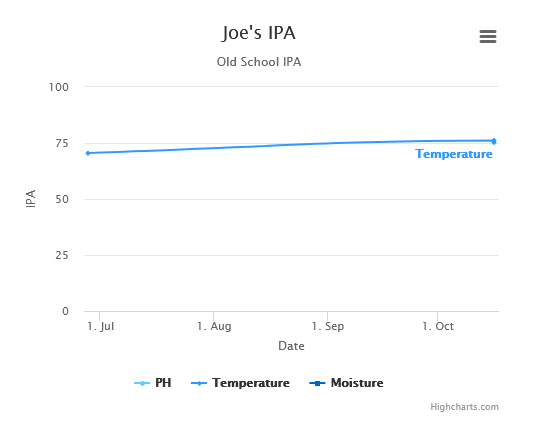 Joe's IPA
Old School IPA
100
75
50
25
0
IPA
Temperature
1. Jul
1. Aug
1. Sep
1. Oct
Date
PH
Temperature
Moisture
Highcharts.com